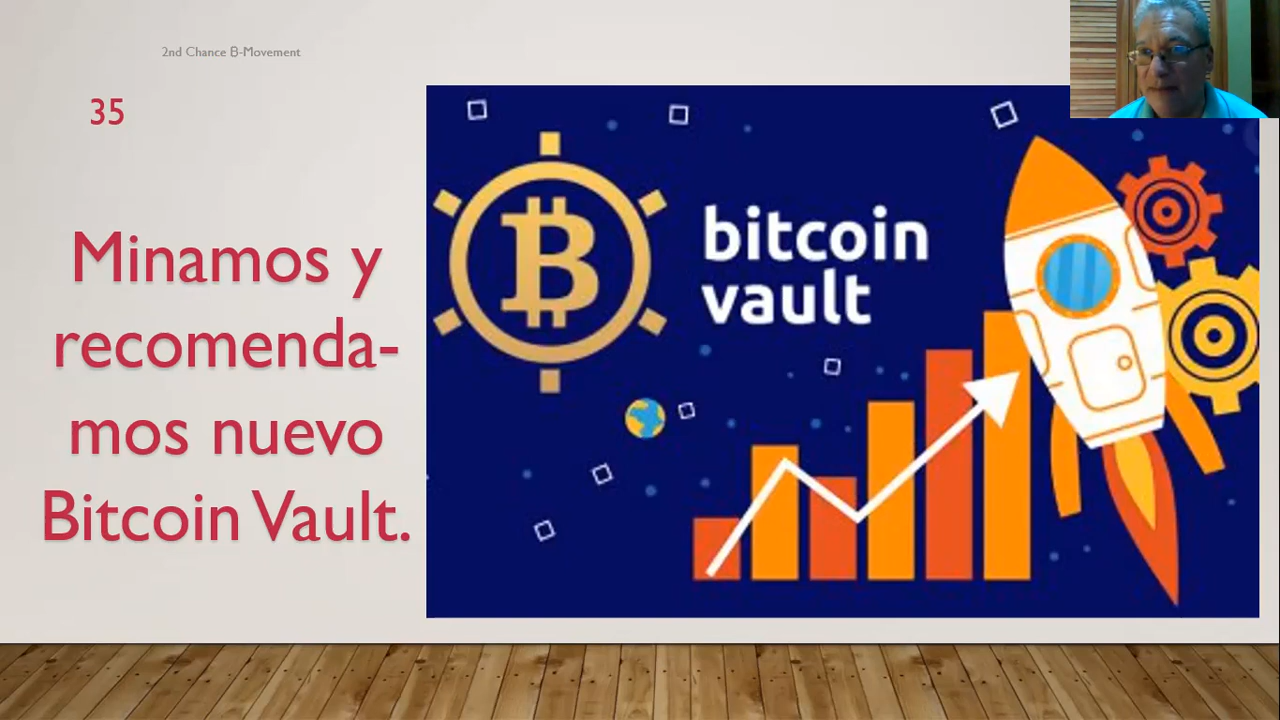 2nd Chance B-Movement
35
Minamos y
recomenda-
mos nuevo
Bitcoin Vault.
bitcoin
vault